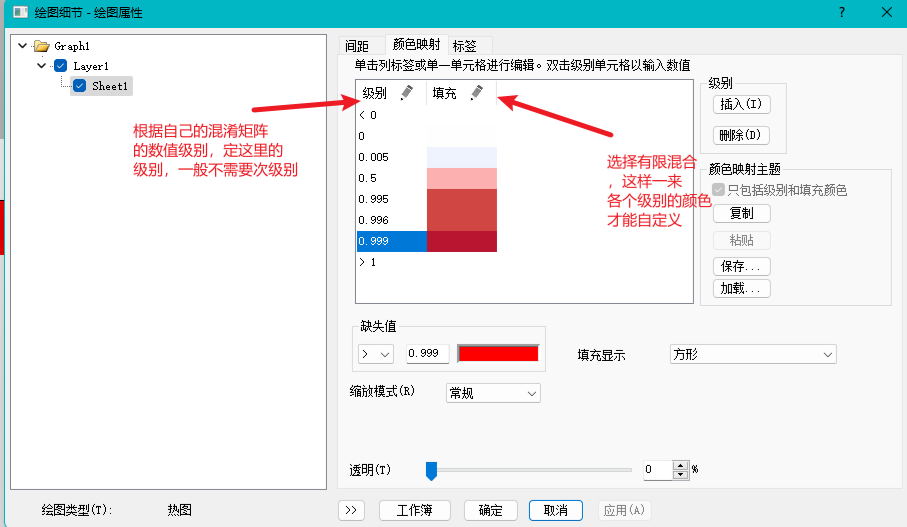 绘图细节 - 绘图属性
?
Graph1
Layer1
Sheet1
间距
颜色映射
标签
单击列标签或单一单元格进行编辑。双击级别单元格以输入数值
级别
填充
< 0
0
0.005
0.5
0.995
0.996
0.999
> 1
根据自己的混淆矩阵
的数值级别，定这里的
级别，一般不需要次级别
选择有限混合
，这样一来
各个级别的颜色
才能自定义
级别
插入(I)
删除(D)
颜色映射主题
只包括级别和填充颜色
复制
粘贴
保存...
加载...
缺失值
>
0.999
填充显示
方形
缩放模式(R)
常规
透明(T)
0
%
绘图类型(T):
热图
>>
工作簿
确定
取消
应用(A)